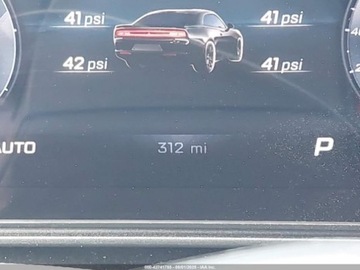 41 psi 41 psi
42 psi 41 psi
AUTO 312 mi P